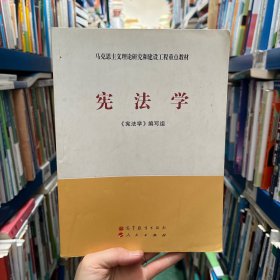 马克思主义理论研究和建设工程重点教材
宪法学
《宪法学》编写组
高等教育出版社
人民出版社